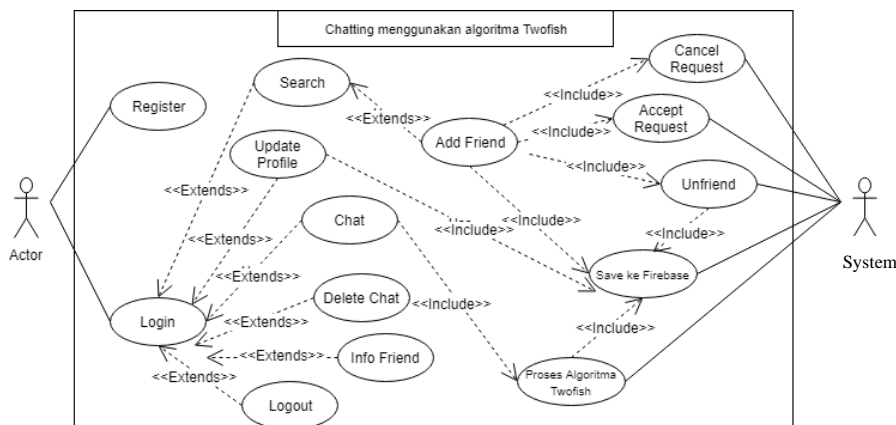 Chatting menggunakan algoritma Twofish
Cancel
Request
Search
<<Include>>
Register
<<Extends>>
Accept
Request
<<Include>>
Update
Profile
Add Friend
<<Include>>
Unfriend
<<Extends>>
Actor
Chat
<<Extends>>
<<Include>>
<<Include>>
<<Include>>
System
<<Extends>>
Save ke Firebase
Delete Chat
<<Include>>
Login
<<Extends>>
<<Include>>
<<Extends>>
Info Friend
<<Extends>>
Proses Algoritma
Twofish
Logout